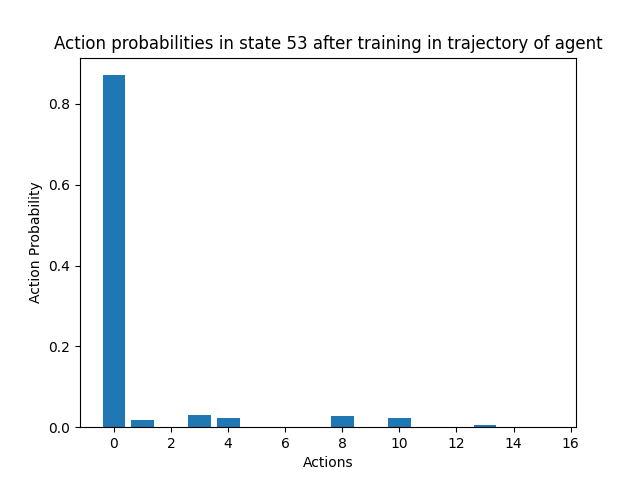 Action probabilities in state 53 after training in trajectory of agent
0.8
0.6
0.4
0.2
0.0
Action Probability
0 2 4 6 8 10 12 14 16
Actions